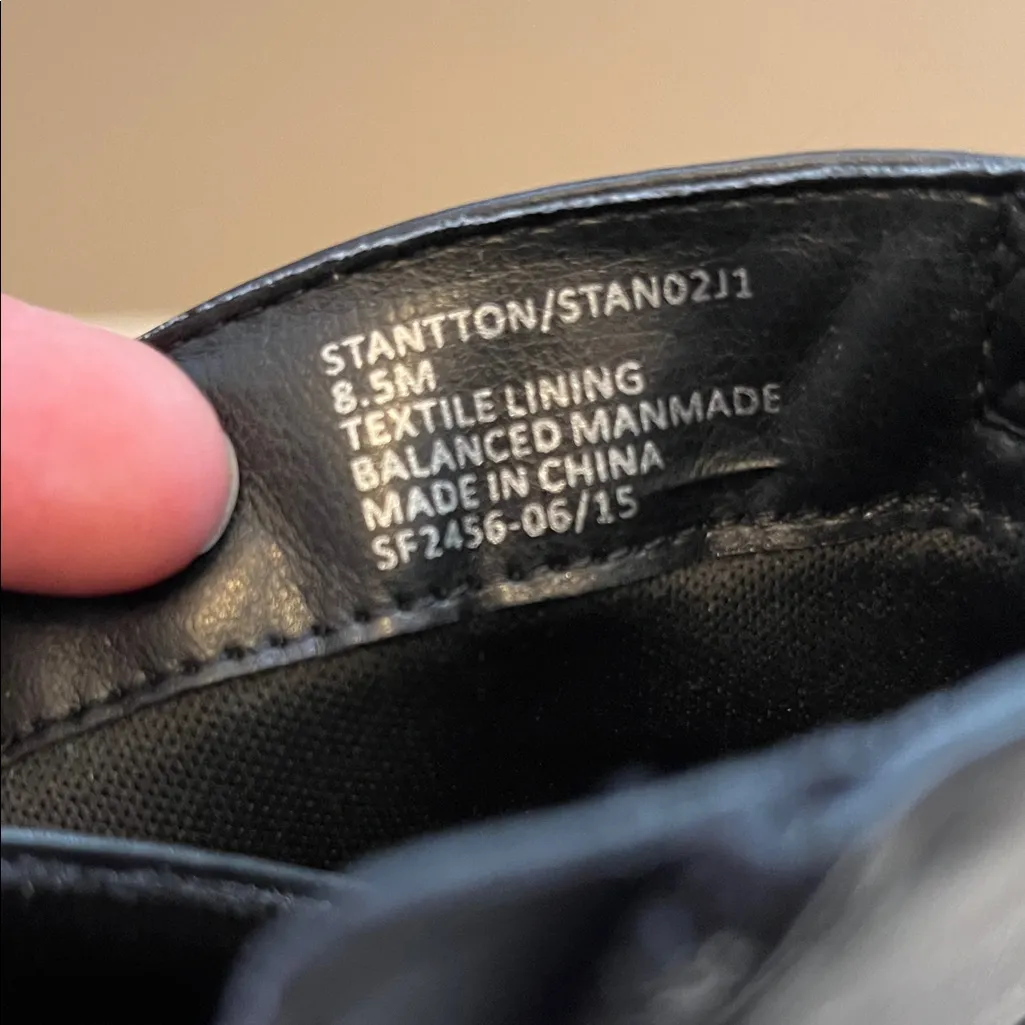 STANTTON/STAN02J1
8.5M
TEXTILE LINING
BALANCED MANMADE
MADE IN CHINA
SF2456-06/15